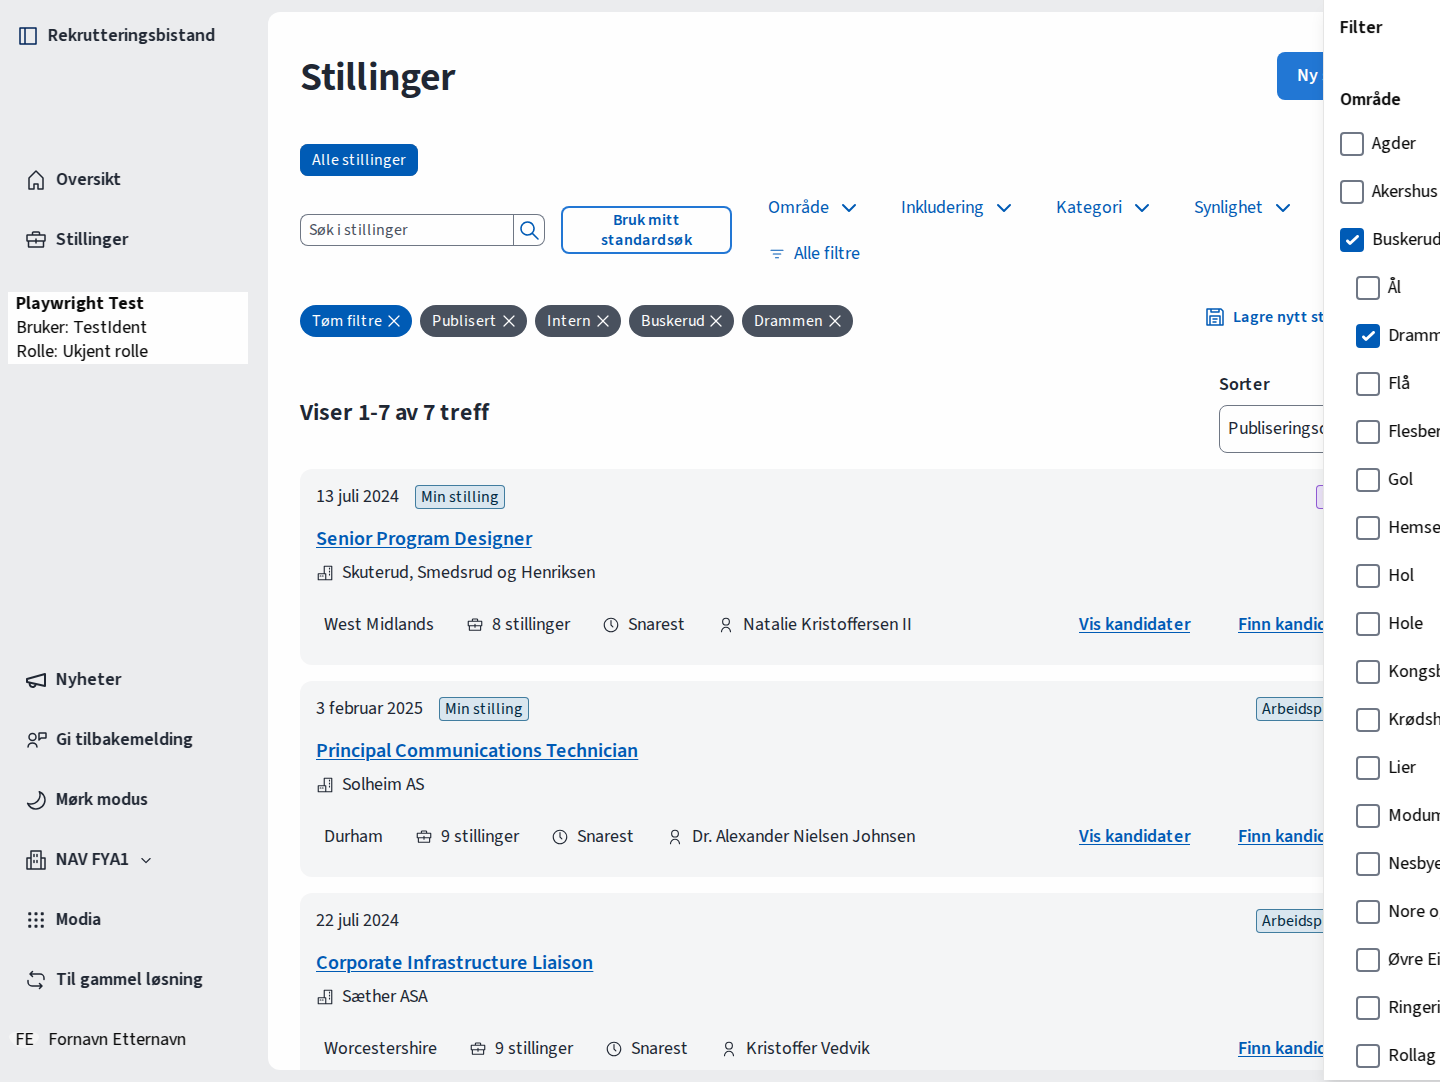 Rekrutteringsbistand
Oversikt
Stillinger
Playwright Test
Bruker: TestIdent
Rolle: Ukjent rolle
Nyheter
Gi tilbakemelding
Mørk modus
NAV FYA1
Modia
Til gammel løsning
FE Fornavn Etternavn
Stillinger
Ny
Alle stillinger
Søk i stillinger
Bruk mitt
standardsøk
Område
Inkludering
Kategori
Synlighet
Alle filtre
Tøm filtre
Publisert
Intern
Buskerud
Drammen
Lagre nytt st
Viser 1-7 av 7 treff
Sorter
Publiserings
13 juli 2024 Min stilling
Senior Program Designer
Skuterud, Smedsrud og Henriksen
West Midlands 8 stillinger Snarest Natalie Kristoffersen II Vis kandidater Finn kandid
3 februar 2025 Min stilling Arbeidsp
Principal Communications Technician
Solheim AS
Durham 9 stillinger Snarest Dr. Alexander Nielsen Johnsen Vis kandidater Finn kandid
22 juli 2024 Arbeidsp
Corporate Infrastructure Liaison
Sæther ASA
Worcestershire 9 stillinger Snarest Kristoffer Vedvik Finn kandid
Filter
Område
Agder
Akershus
Buskerud
Ål
Dramm
Flå
Flesber
Gol
Hemse
Hol
Hole
Kongsb
Krødsh
Lier
Modum
Nesbye
Nore o
Øvre Ei
Ringeri
Rollag